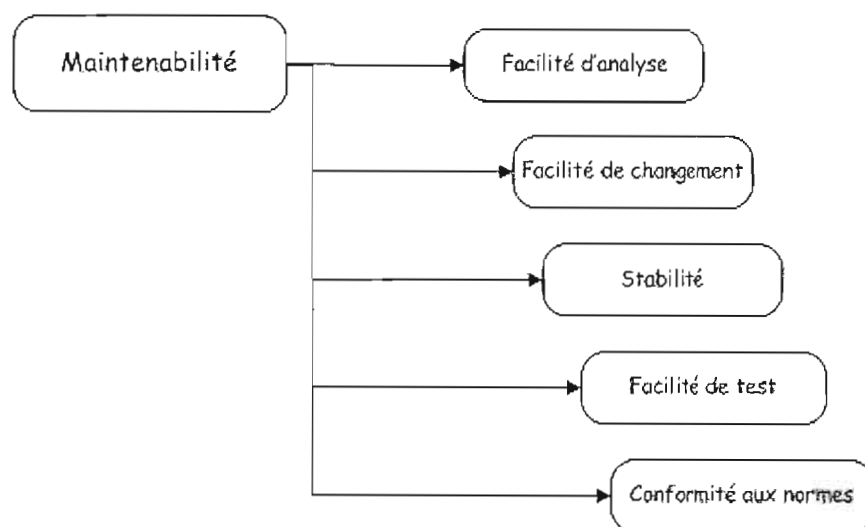 Maintenabilité
Facilité d'analyse
Facilité de changement
Stabilité
Facilité de test
Conformité aux normes